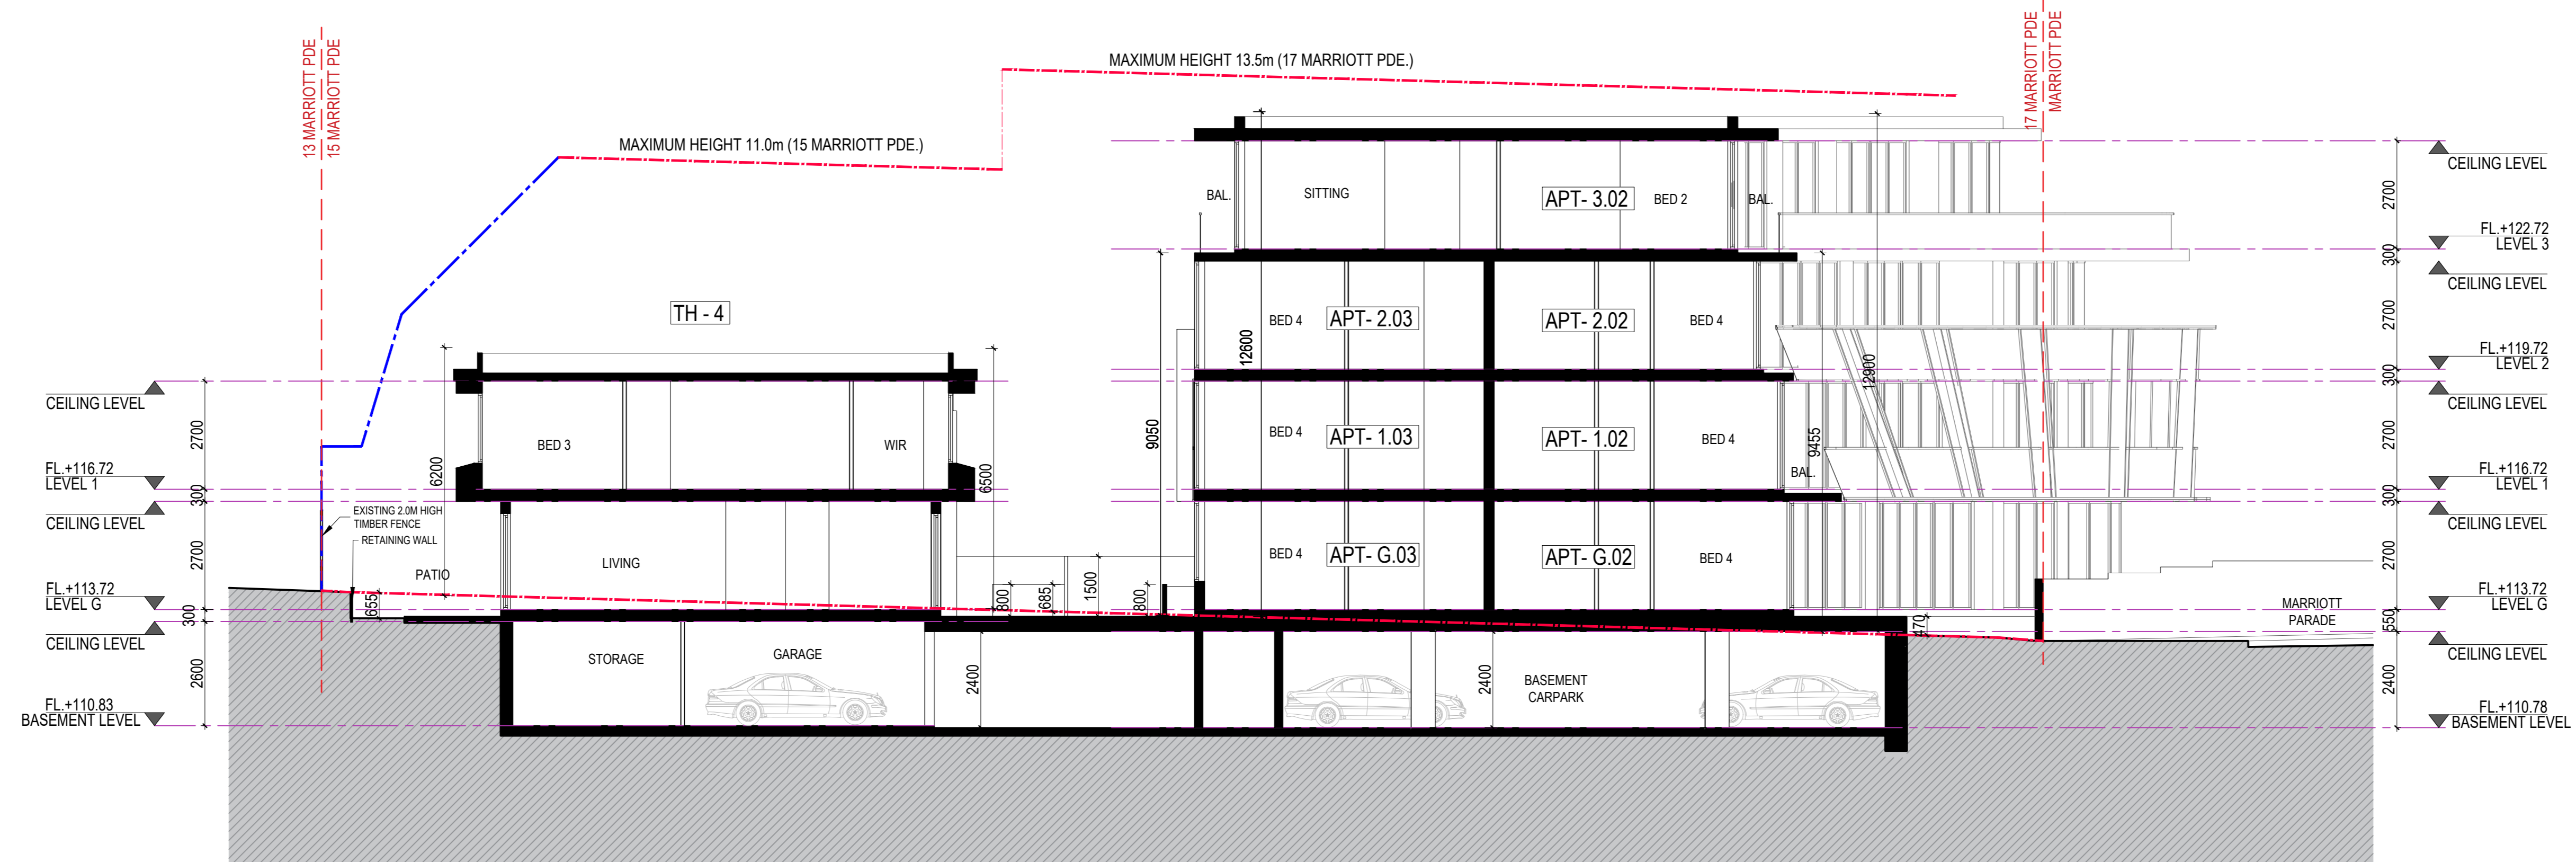 13 MARRIOTT PDE
15 MARRIOTT PDE
MAXIMUM HEIGHT 11.0m (15 MARRIOTT PDE.)
MAXIMUM HEIGHT 13.5m (17 MARRIOTT PDE.)
17 MARRIOTT PDE
MARRIOTT PDE
CEILING LEVEL
2700
FL.+116.72
LEVEL 1
300
CEILING LEVEL
2700
FL.+113.72
LEVEL G
300
CEILING LEVEL
2600
FL.+110.83
BASEMENT LEVEL
EXISTING 2.0M HIGH
TIMBER FENCE
RETAINING WALL
PATIO
655
6200
TH - 4
BED 3
WIR
LIVING
6500
STORAGE
GARAGE
2400
800
685
1500
800
9050
12600
BAL.
SITTING
APT- 3.02
BED 2
BAL.
BED 4
APT- 2.03
APT- 2.02
BED 4
BED 4
APT- 1.03
APT- 1.02
BED 4
BAL.
BED 4
APT- G.03
APT- G.02
BED 4
9455
12900
470
2400
BASEMENT
CARPARK
MARRIOTT
PARADE
CEILING LEVEL
2700
FL.+122.72
LEVEL 3
300
CEILING LEVEL
2700
FL.+119.72
LEVEL 2
300
CEILING LEVEL
2700
FL.+116.72
LEVEL 1
300
CEILING LEVEL
2700
FL.+113.72
LEVEL G
550
CEILING LEVEL
2400
FL.+110.78
BASEMENT LEVEL